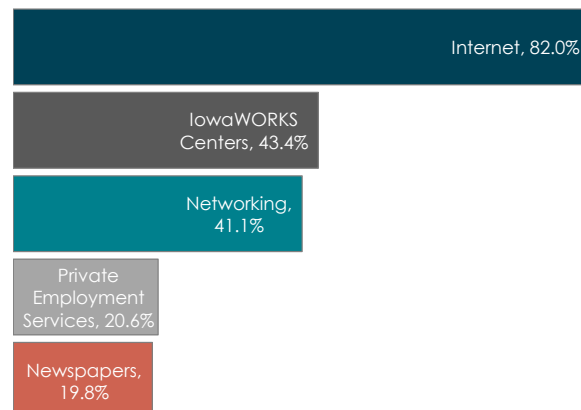 Internet, 82.0%
IowaWORKS
Centers, 43.4%
Networking,
41.1%
Private
Employment
Services, 20.6%
Newspapers,
19.8%